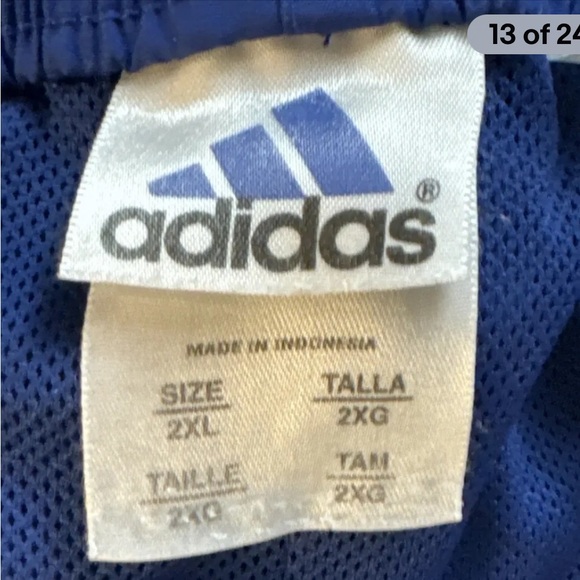 13 of 24
adidas®
MADE IN INDONESIA
SIZE TALLA
2XL 2XG
TAILLE TAM
2XG 2XG